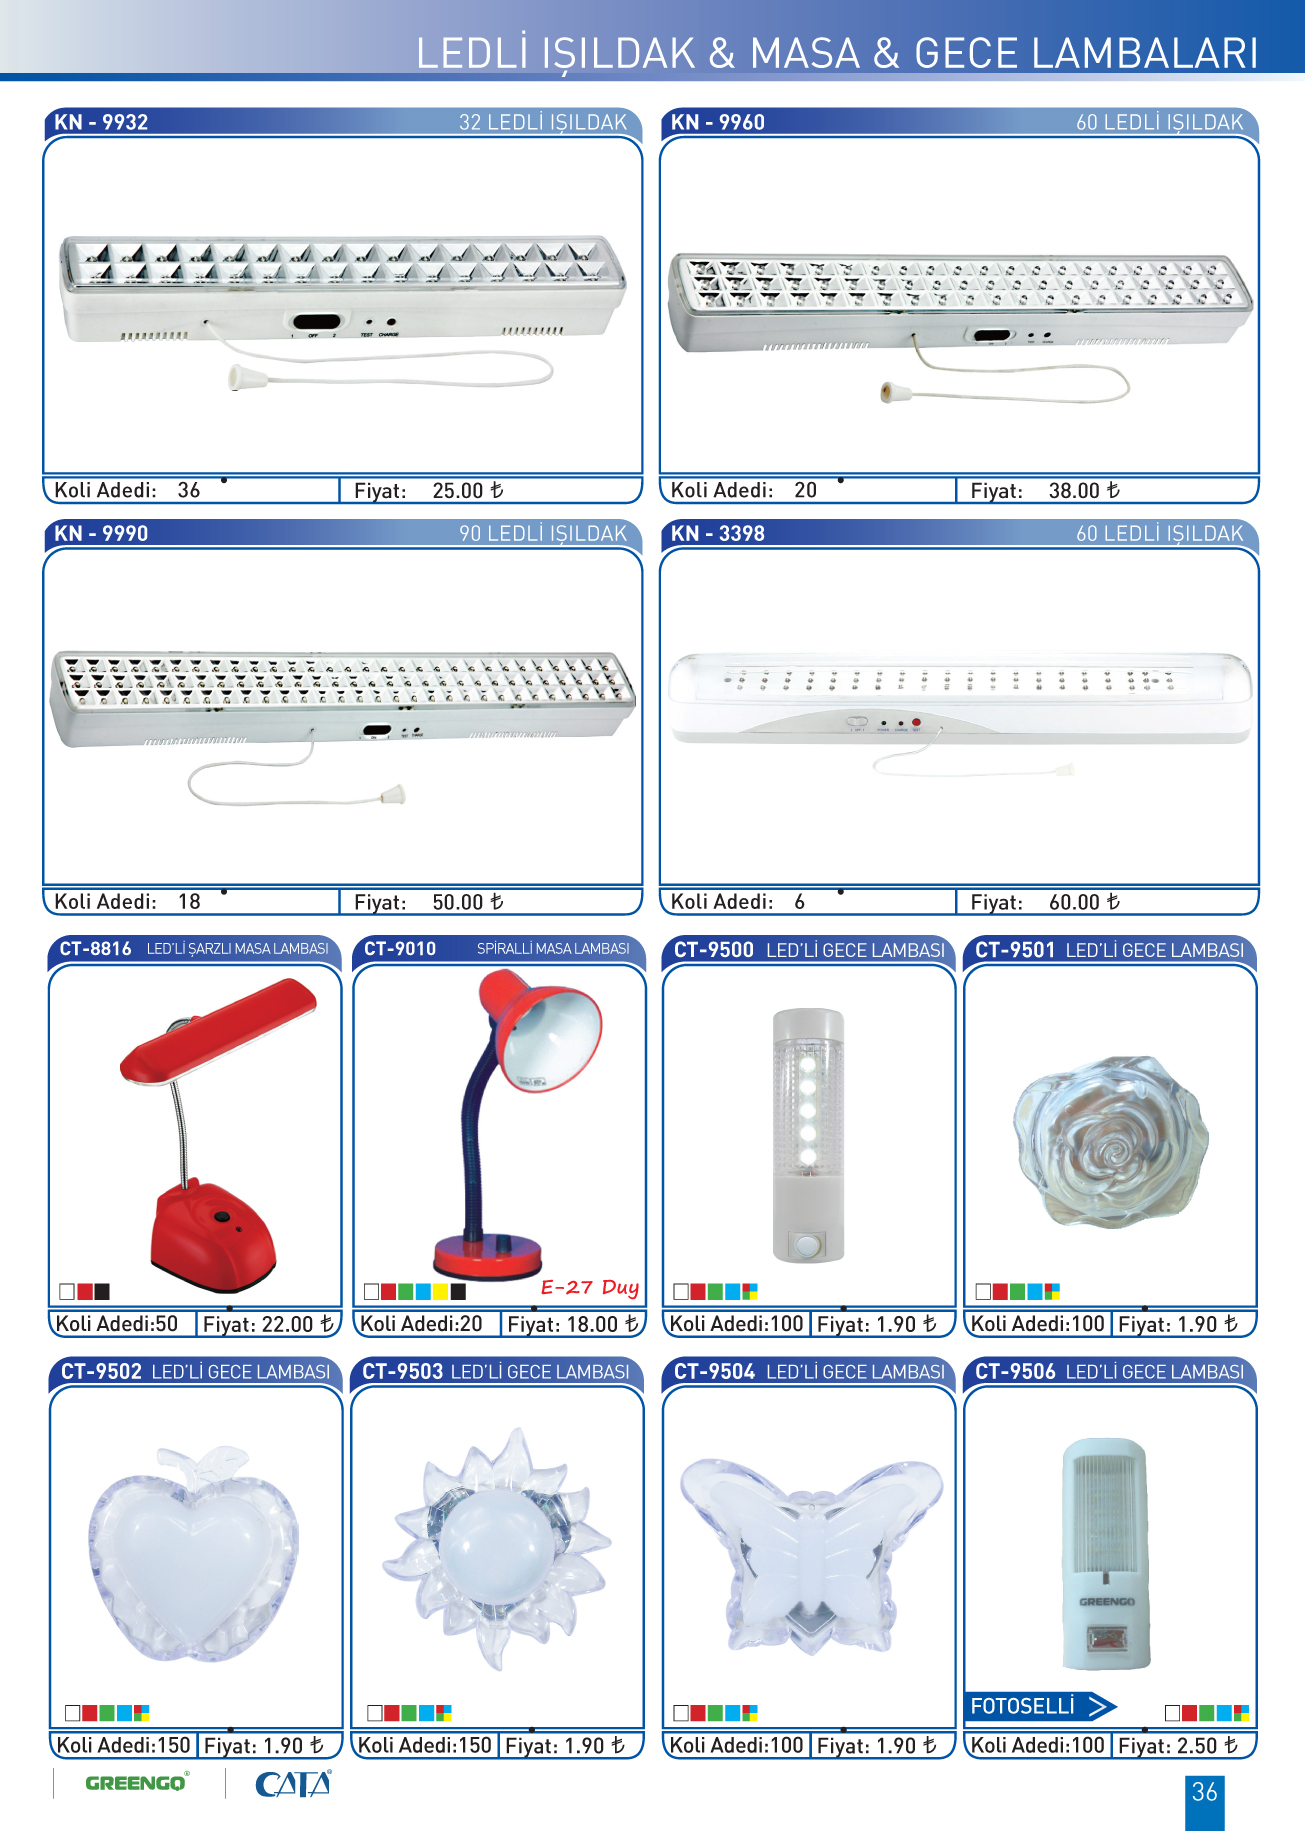 LEDLİ IŞILDAK & MASA & GECE LAMBALARI
KN - 9932 32 LEDLİ IŞILDAK
1 OFF 2 TEST CHARGE
Koli Adedi: 36 Fiyat: 25.00 ₺
KN - 9960 60 LEDLİ IŞILDAK
Koli Adedi: 20 Fiyat: 38.00 ₺
KN - 9990 90 LEDLİ IŞILDAK
TEST CHARGE
Koli Adedi: 18 Fiyat: 50.00 ₺
KN - 3398 60 LEDLİ IŞILDAK
POWER CHARGE TEST
Koli Adedi: 6 Fiyat: 60.00 ₺
CT-8816 LED'Lİ ŞARZLI MASA LAMBASI
Koli Adedi:50 Fiyat: 22.00 ₺
CT-9010 SPİRALLİ MASA LAMBASI
E-27 Duy
Koli Adedi:20 Fiyat: 18.00 ₺
CT-9500 LED'Lİ GECE LAMBASI
Koli Adedi:100 Fiyat: 1.90 ₺
CT-9501 LED'Lİ GECE LAMBASI
Koli Adedi:100 Fiyat: 1.90 ₺
CT-9502 LED'Lİ GECE LAMBASI
Koli Adedi:150 Fiyat: 1.90 ₺
CT-9503 LED'Lİ GECE LAMBASI
Koli Adedi:150 Fiyat: 1.90 ₺
CT-9504 LED'Lİ GECE LAMBASI
Koli Adedi:100 Fiyat: 1.90 ₺
CT-9506 LED'Lİ GECE LAMBASI
GREENGO
FOTOSELLİ
Koli Adedi:100 Fiyat: 2.50 ₺
GREENGO® CATA®
36